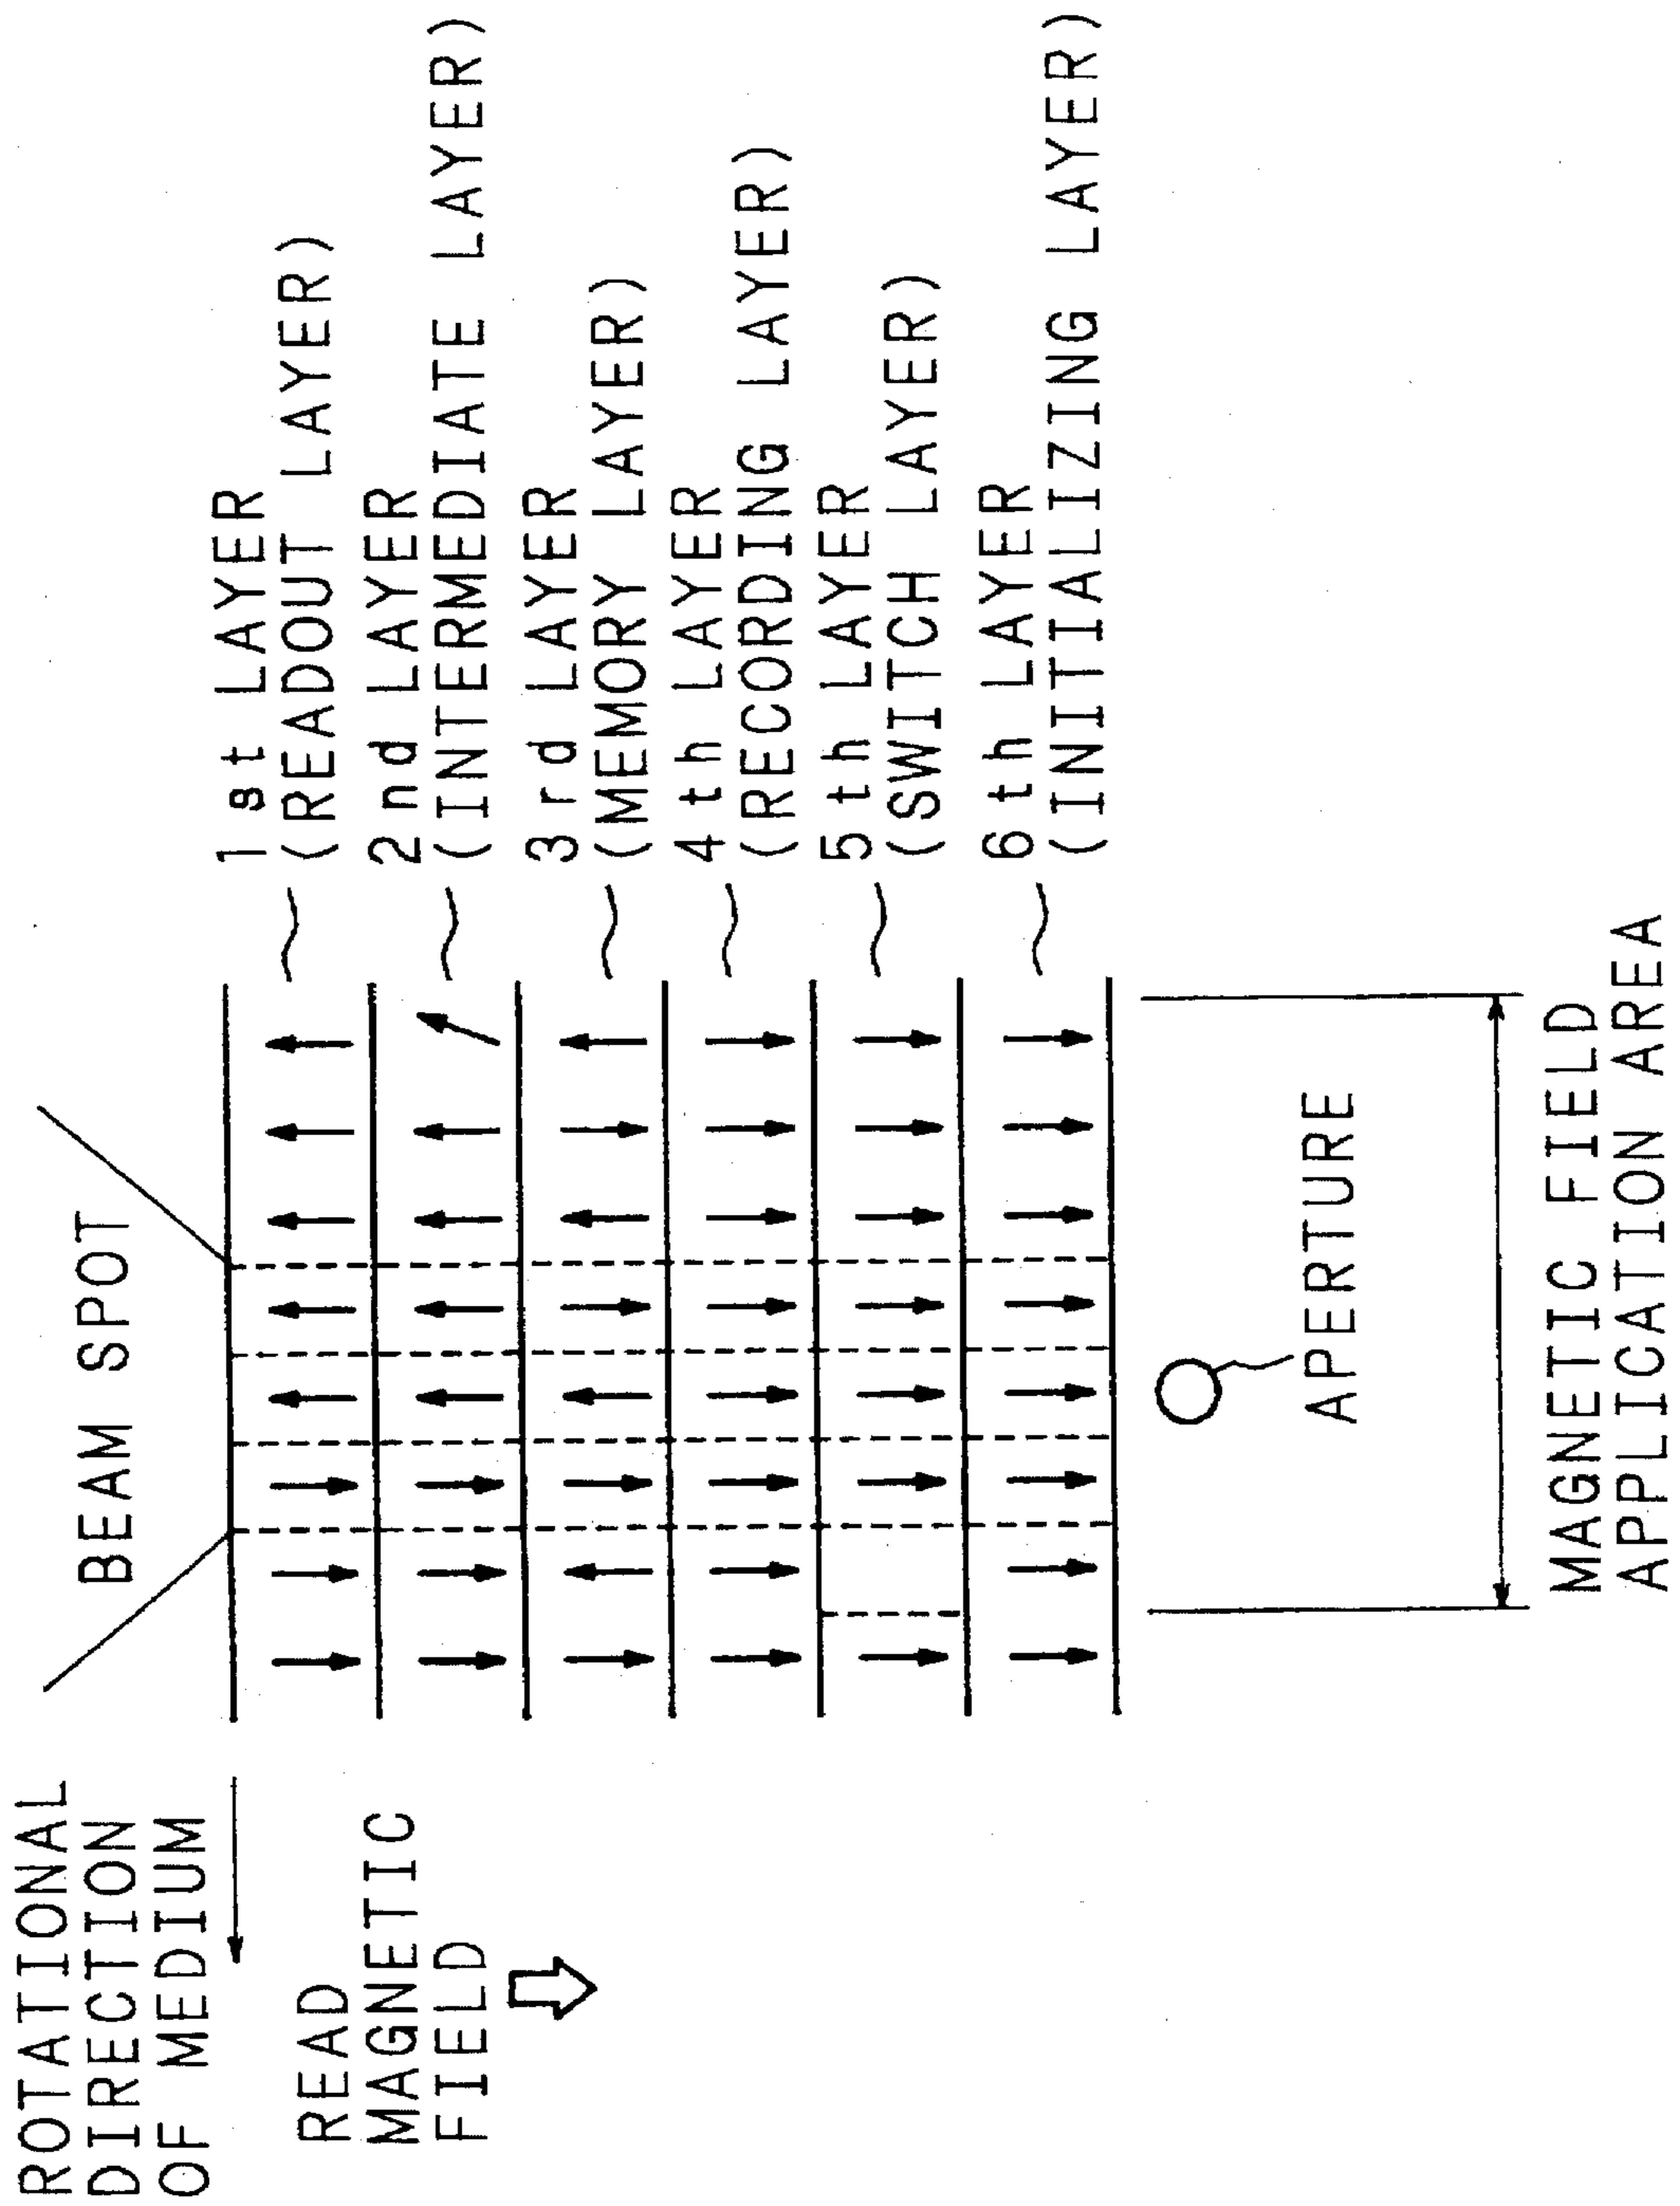 ROTATIONAL
DIRECTION
OF MEDIUM
BEAM SPOT
READ
MAGNETIC
FIELD
1st LAYER
(READOUT LAYER)
2nd LAYER
(INTERMEDIATE LAYER)
3rd LAYER
(MEMORY LAYER)
4th LAYER
(RECORDING LAYER)
5th LAYER
(SWITCH LAYER)
6th LAYER
(INITIALIZING LAYER)
APERTURE
MAGNETIC FIELD
APPLICATION AREA